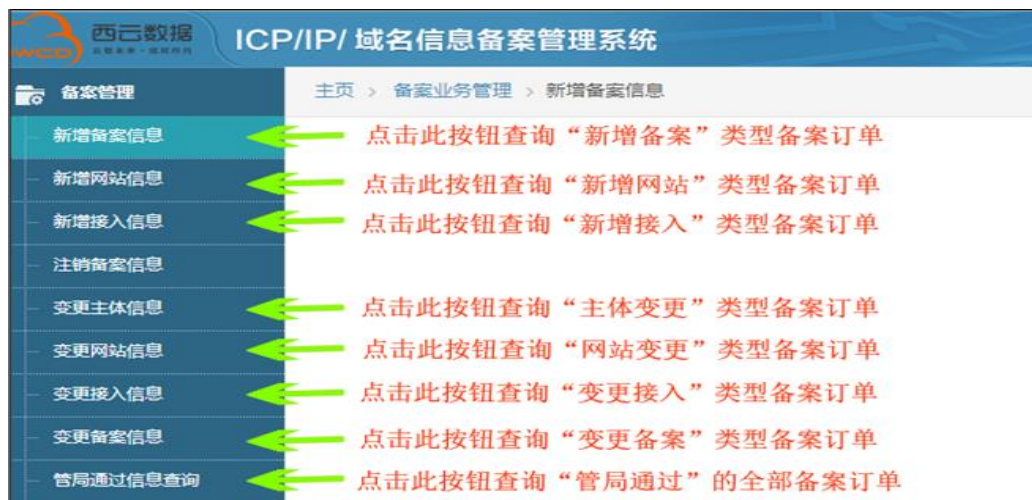 西云数据
ICP/IP/ 域名信息备案管理系统
备案管理
主页 > 备案业务管理 > 新增备案信息
新增备案信息
点击此按钮查询“新增备案”类型备案订单
新增网站信息
点击此按钮查询“新增网站”类型备案订单
新增接入信息
点击此按钮查询“新增接入”类型备案订单
注销备案信息
变更主体信息
点击此按钮查询“主体变更”类型备案订单
变更网站信息
点击此按钮查询“网站变更”类型备案订单
变更接入信息
点击此按钮查询“变更接入”类型备案订单
变更备案信息
点击此按钮查询“变更备案”类型备案订单
管局通过信息查询
点击此按钮查询“管局通过”的全部备案订单